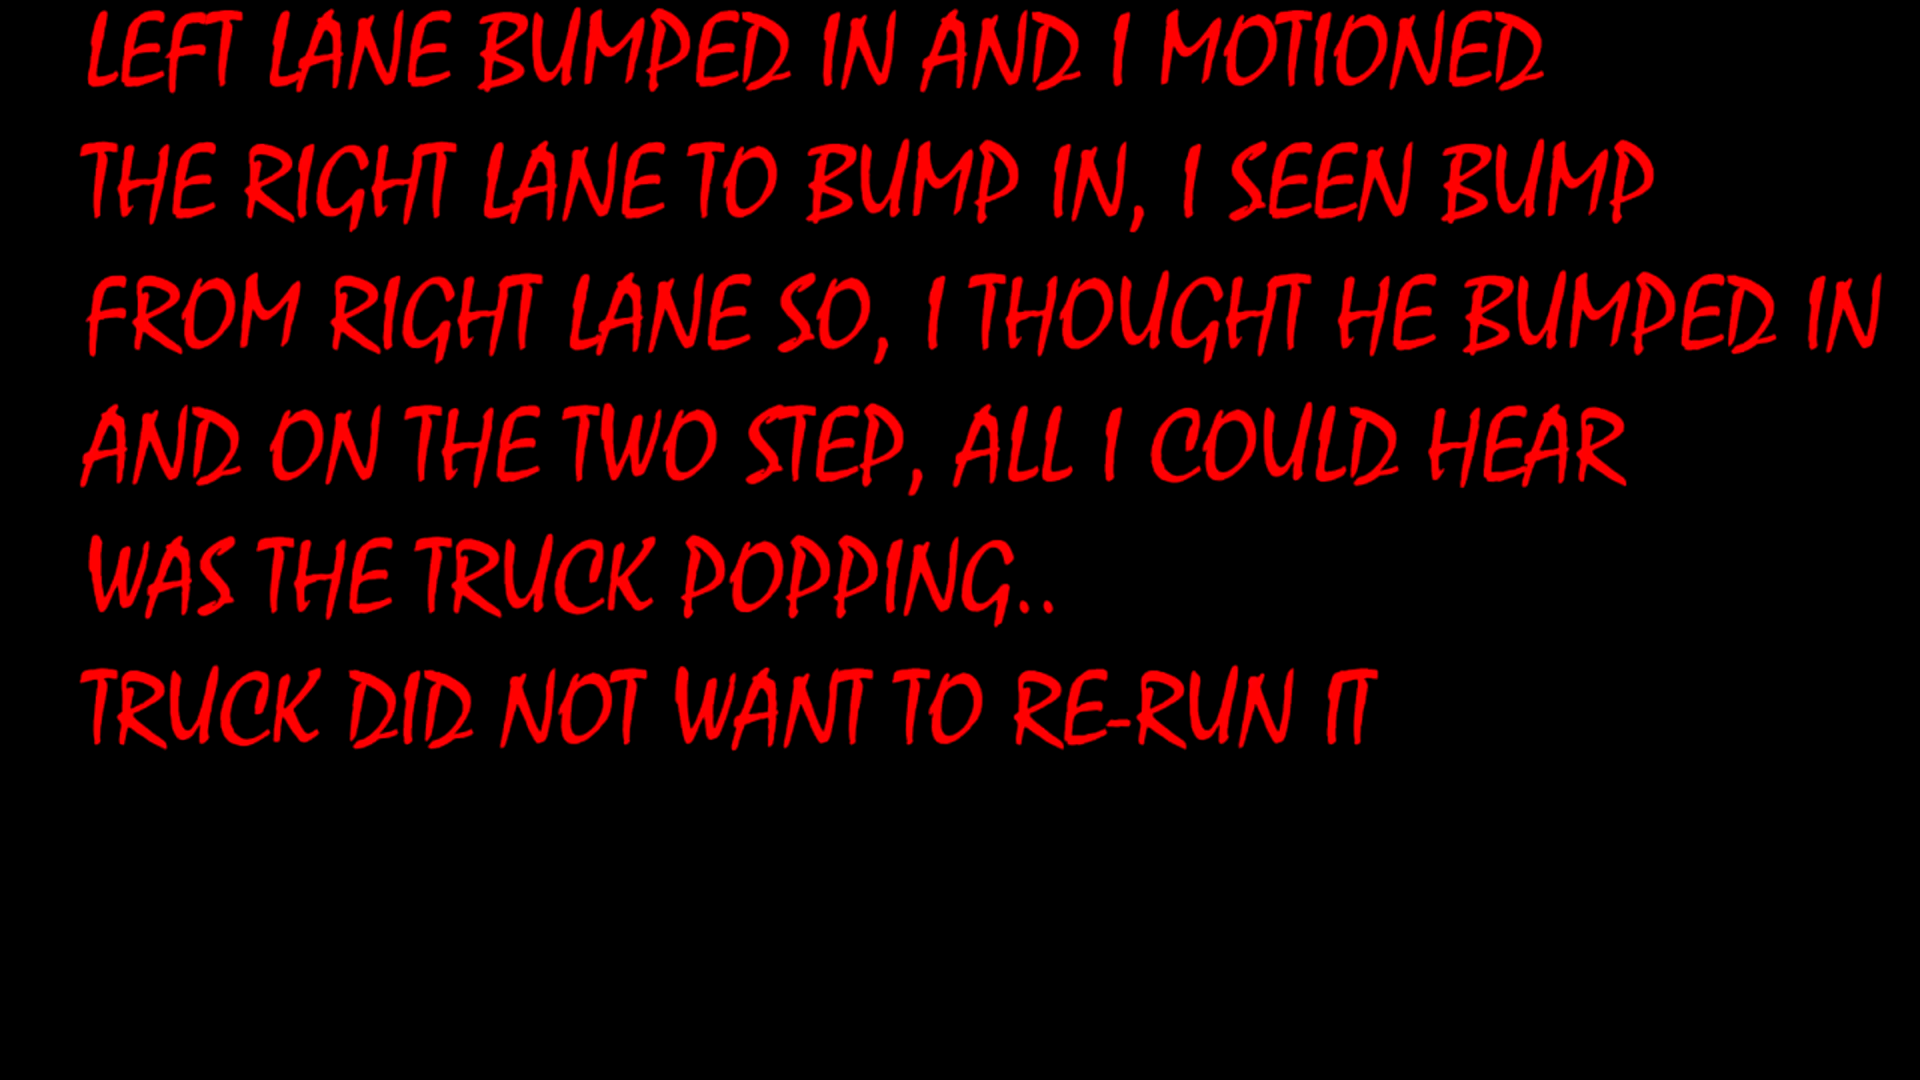 LEFT LANE BUMPED IN AND I MOTIONED
THE RIGHT LANE TO BUMP IN, I SEEN BUMP
FROM RIGHT LANE SO, I THOUGHT HE BUMPED IN
AND ON THE TWO STEP, ALL I COULD HEAR
WAS THE TRUCK POPPING..
TRUCK DID NOT WANT TO RE-RUN IT